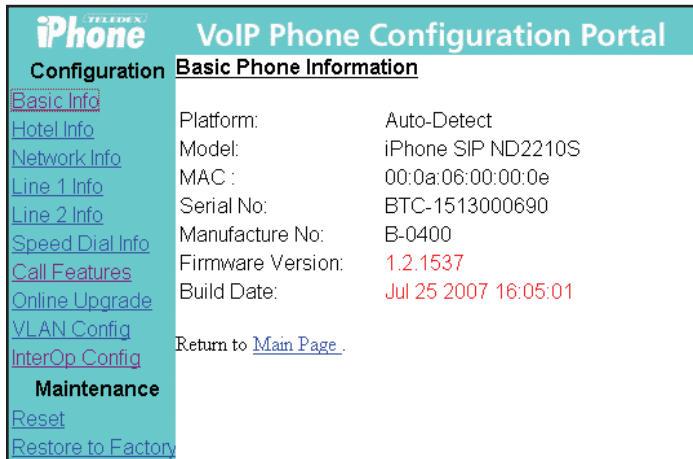 TELEDEX
iPhone
VoIP Phone Configuration Portal
Configuration
Basic Info
Hotel Info
Network Info
Line 1 Info
Line 2 Info
Speed Dial Info
Call Features
Online Upgrade
VLAN Config
InterOp Config
Maintenance
Reset
Restore to Factory
Basic Phone Information
Platform: Auto-Detect
Model: iPhone SIP ND2210S
MAC : 00:0a:06:00:00:0e
Serial No: BTC-1513000690
Manufacture No: B-0400
Firmware Version: 1.2.1537
Build Date: Jul 25 2007 16:05:01
Return to Main Page .